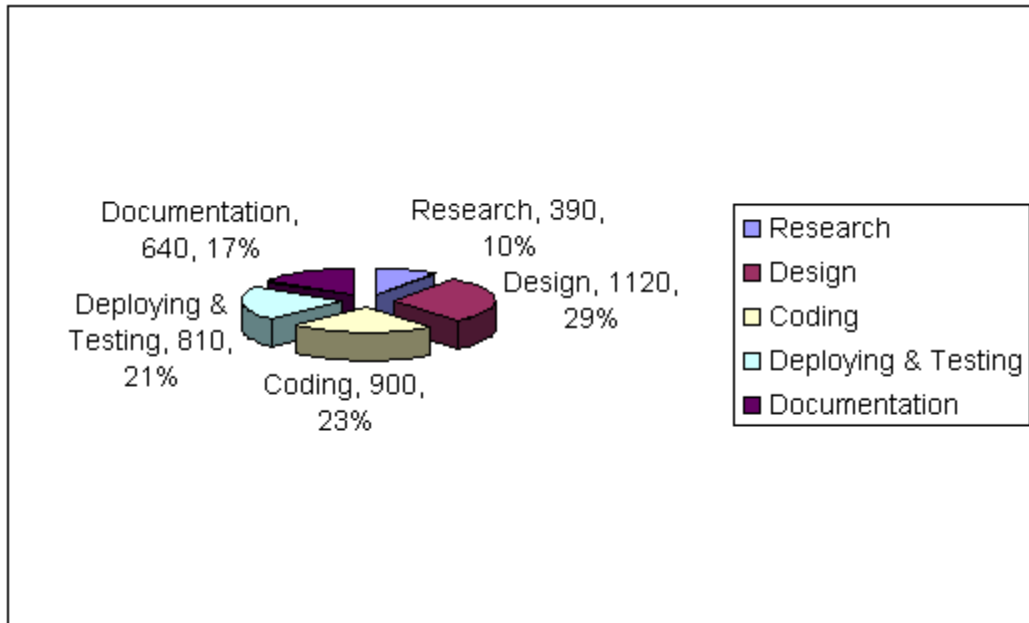 Documentation,
640, 17%
Research, 390,
10%
Design, 1120,
29%
Deploying &
Testing, 810,
21%
Coding, 900,
23%
Research
Design
Coding
Deploying & Testing
Documentation